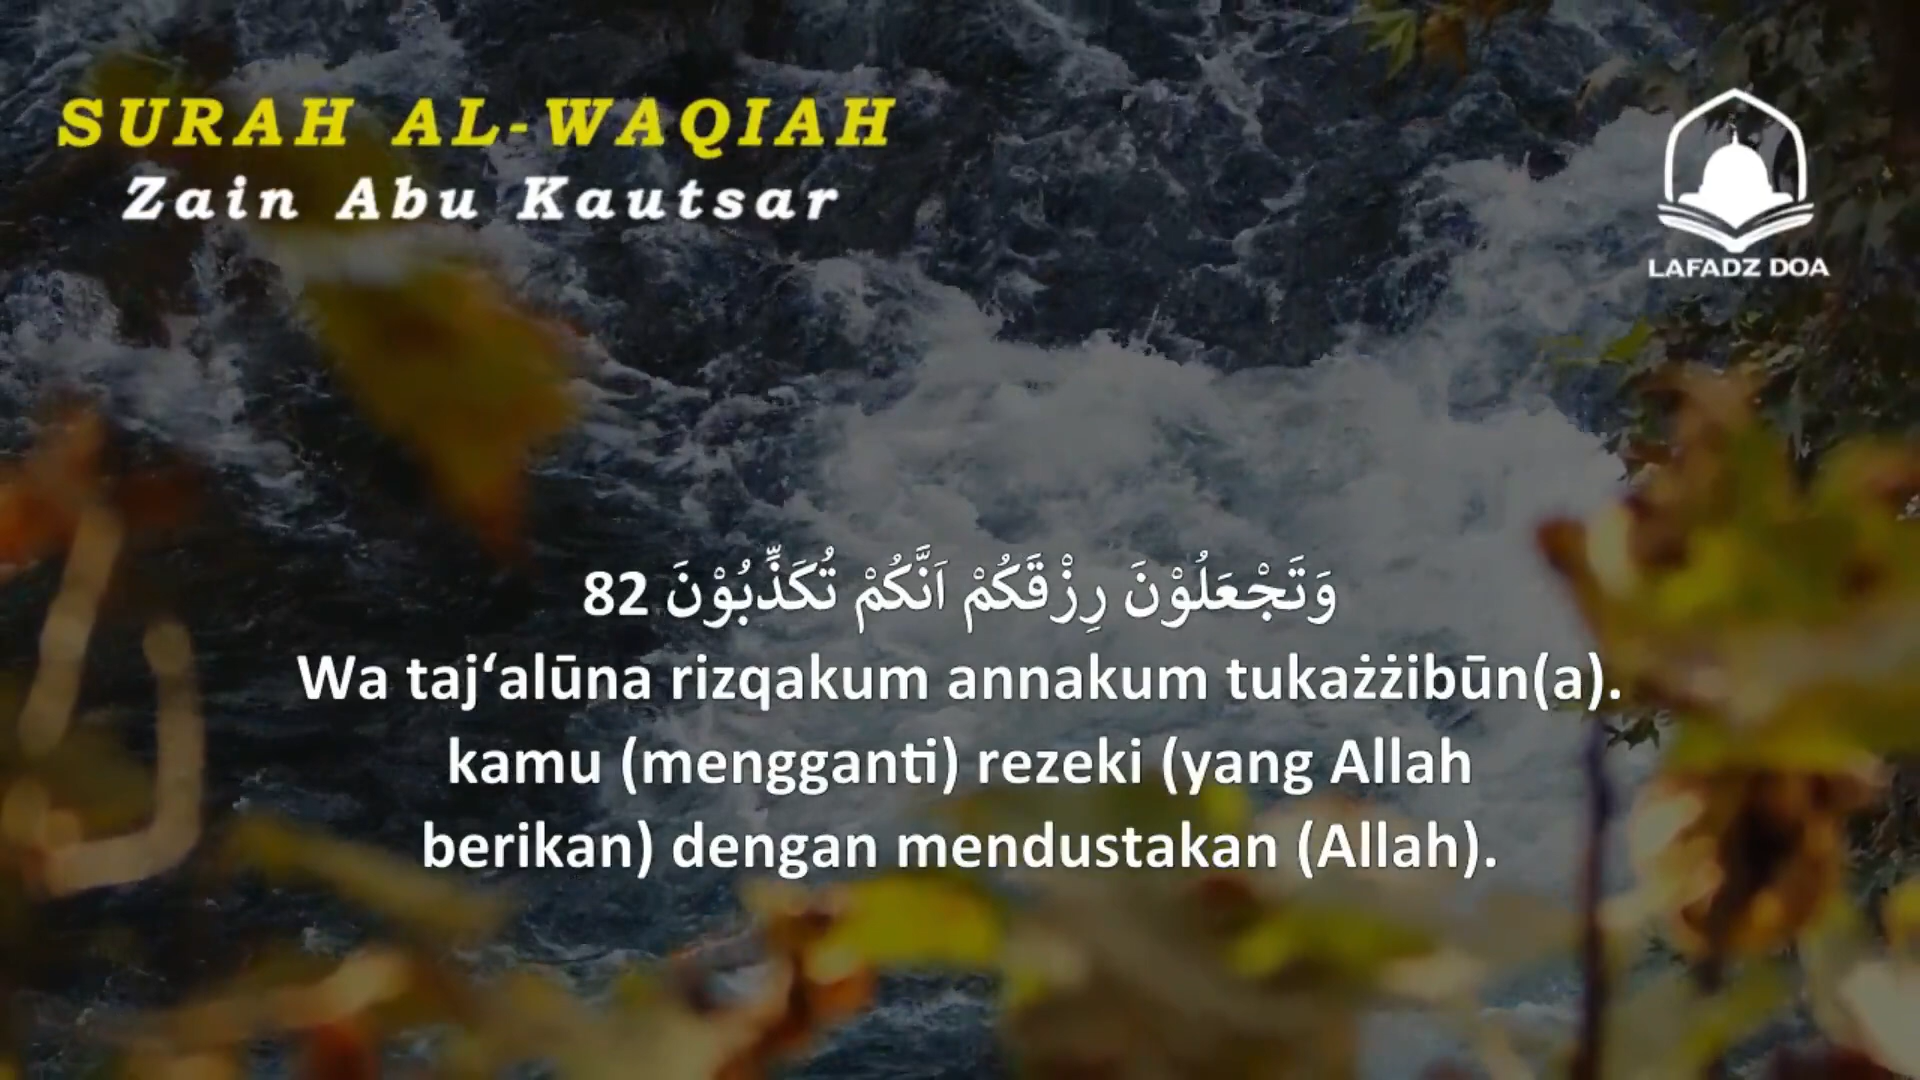 SURAH AL-WAQIAH
Zain Abu Kautsar
LAFADZ DOA
وَتَجْعَلُوْنَ رِزْقَكُمْ اَنَّكُمْ تُكَذِّبُوْنَ 82
Wa taj‘alūna rizqakum annakum tukażżibūn(a).
kamu (mengganti) rezeki (yang Allah
berikan) dengan mendustakan (Allah).